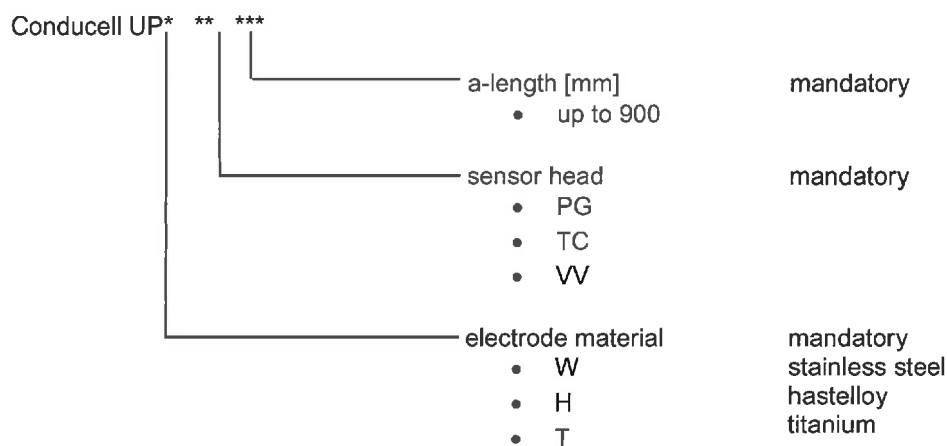 Conducell UP* ** ***
a-length [mm] mandatory
• up to 900
sensor head mandatory
• PG
• TC
• VV
electrode material mandatory
• W stainless steel
• H hastelloy
• T titanium